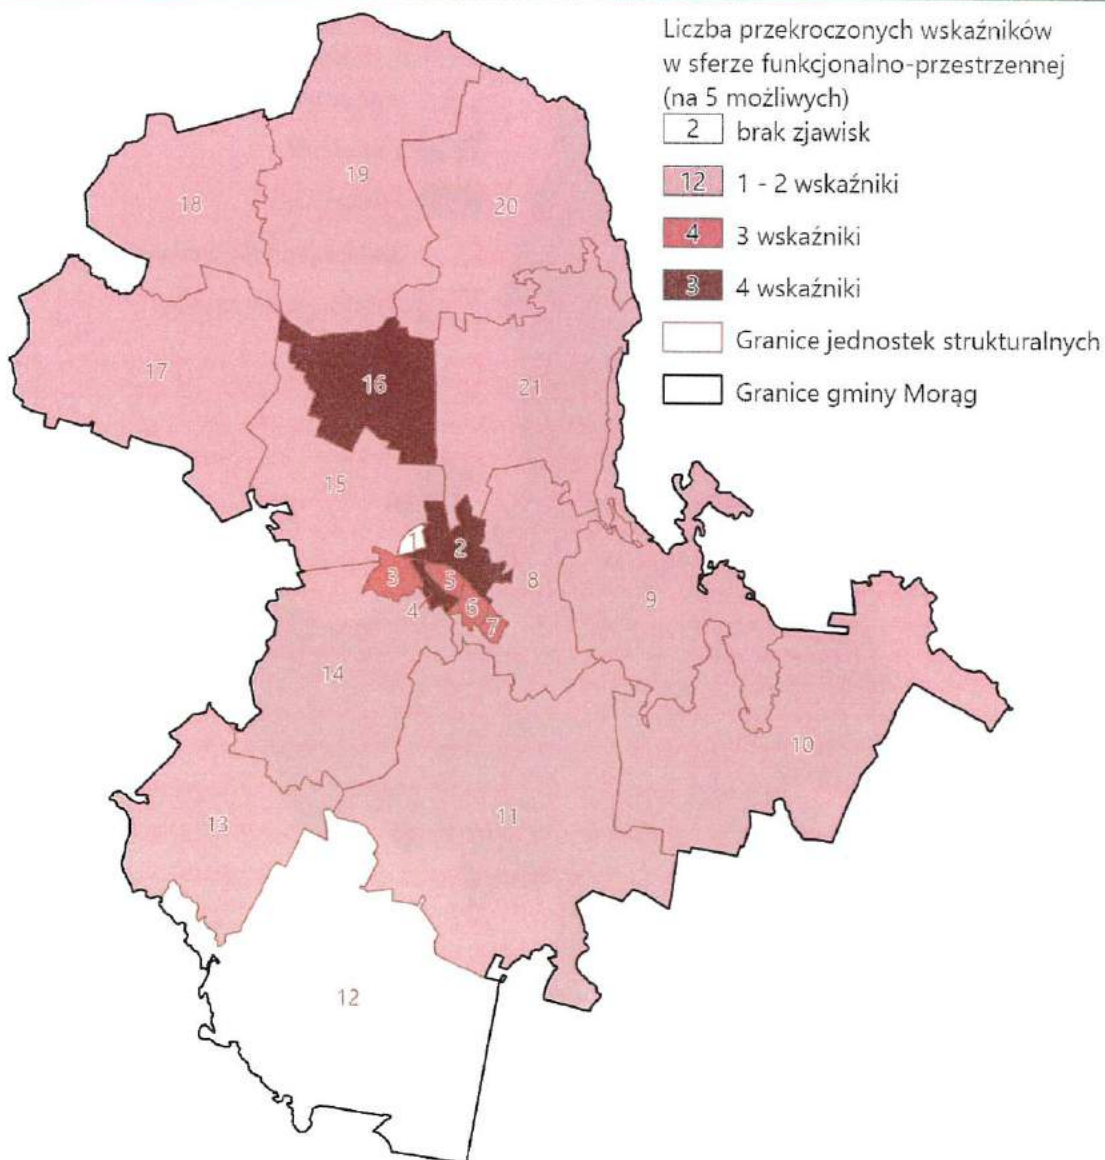 Liczba przekroczonych wskaźników
w sferze funkcjonalno-przestrzennej
(na 5 możliwych)
2 brak zjawisk
12 1 - 2 wskaźniki
4 3 wskaźniki
3 4 wskaźniki
Granice jednostek strukturalnych
Granice gminy Morąg
19
18
20
17
16
21
15
1
2
3
5
8
4
6
9
7
14
10
11
13
12